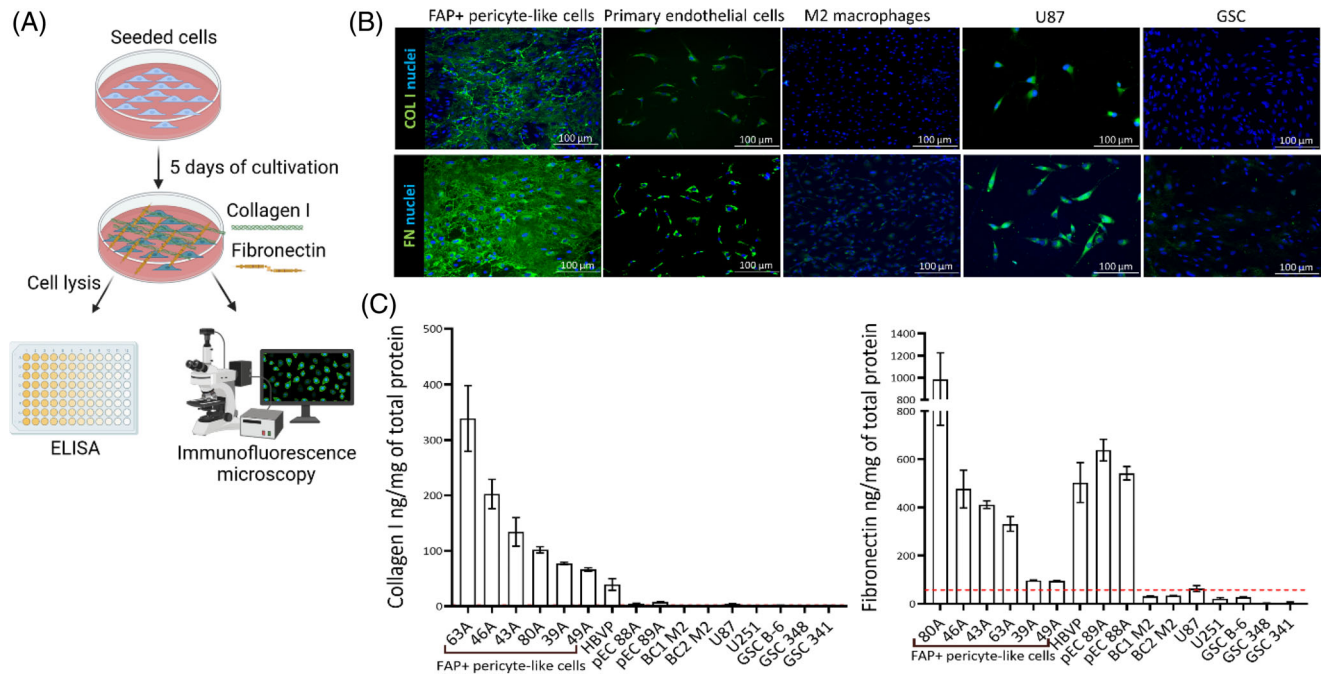 (A)
Seeded cells
5 days of cultivation
Collagen I
Fibronectin
Cell lysis
ELISA
Immunofluorescence
microscopy
(B)
FAP+ pericyte-like cells Primary endothelial cells M2 macrophages U87 GSC
COL I nuclei
100 µm 100 µm 100 µm 100 µm 100 µm
FN nuclei
100 µm 100 µm 100 µm 100 µm 100 µm
(C)
Collagen I ng/mg of total protein
500
400
300
200
100
0
63A 46A 43A 80A 39A 49A HBVP pEC 88A pEC 89A BC1 M2 BC2 M2 U87 U251 GSC B-6 GSC 348 GSC 341
FAP+ pericyte-like cells
Fibronectin ng/mg of total protein
1400
1200
1000
800
800
600
400
200
0
80A 46A 43A 63A 39A 49A HBVP pEC 89A pEC 88A BC1 M2 BC2 M2 U87 U251 GSC B-6 GSC 348 GSC 341
FAP+ pericyte-like cells